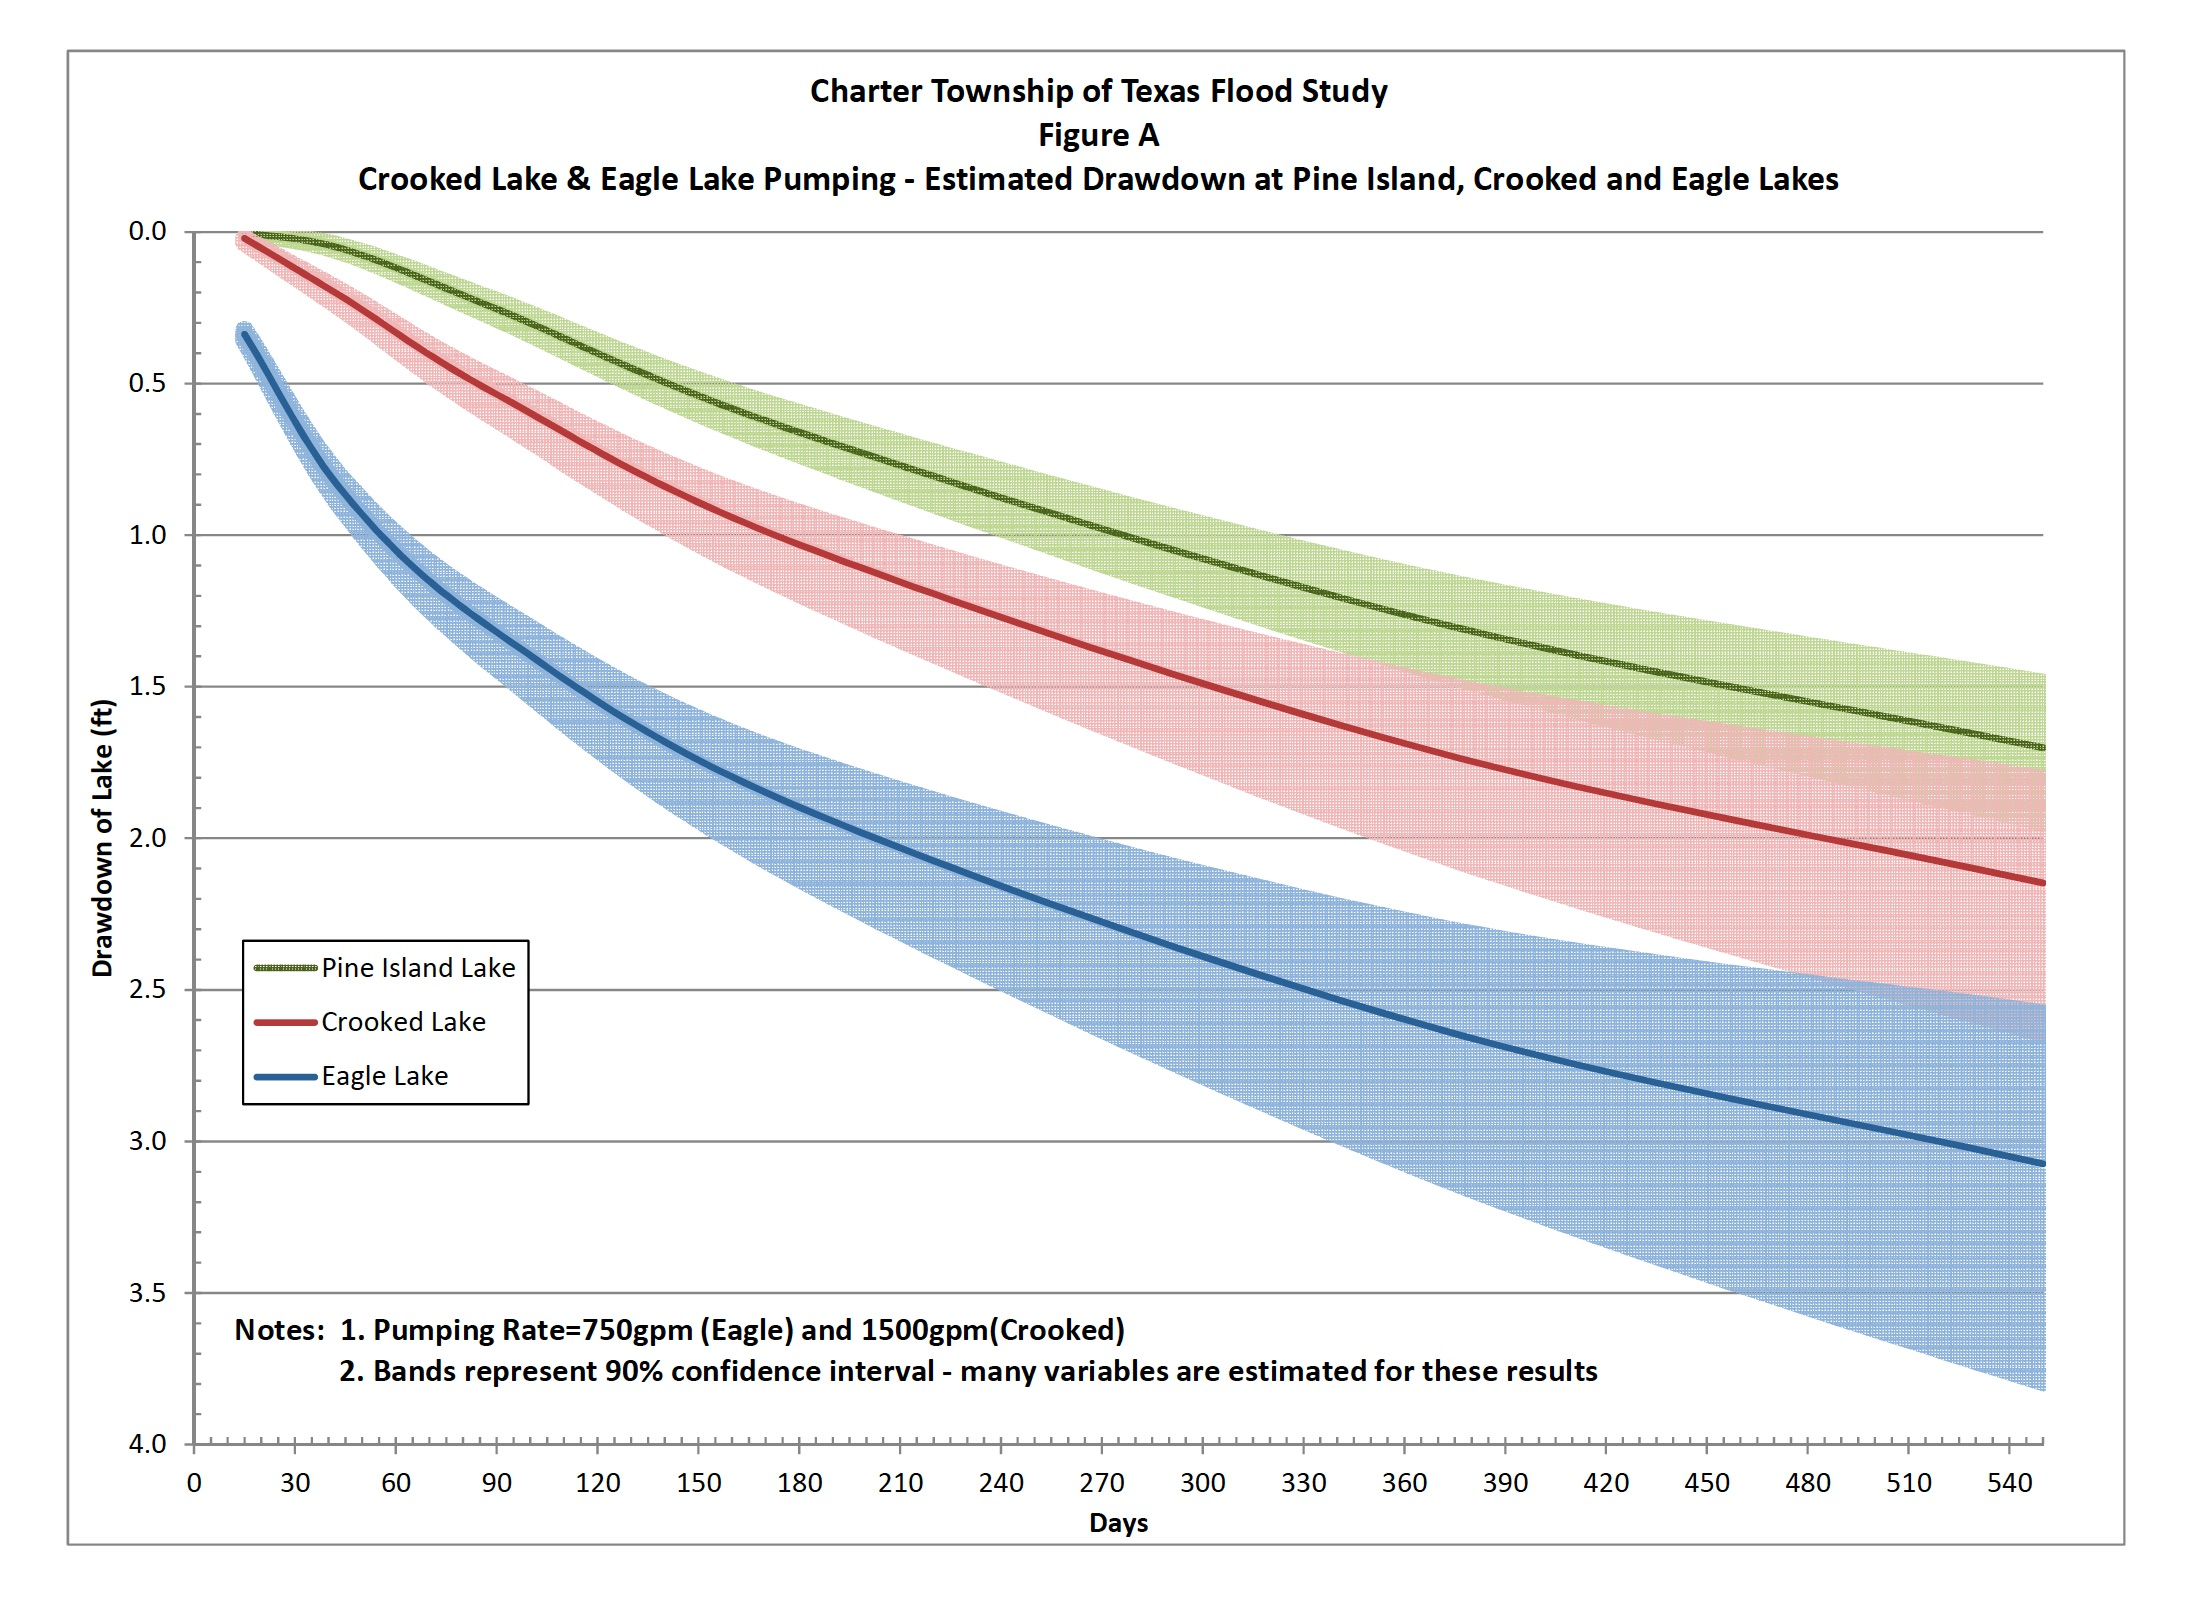 Charter Township of Texas Flood Study
Figure A
Crooked Lake & Eagle Lake Pumping - Estimated Drawdown at Pine Island, Crooked and Eagle Lakes
0.0
0.5
1.0
1.5
2.0
2.5
3.0
3.5
4.0
Drawdown of Lake (ft)
Pine Island Lake
Crooked Lake
Eagle Lake
Notes: 1. Pumping Rate=750gpm (Eagle) and 1500gpm(Crooked)
2. Bands represent 90% confidence interval - many variables are estimated for these results
0 30 60 90 120 150 180 210 240 270 300 330 360 390 420 450 480 510 540
Days